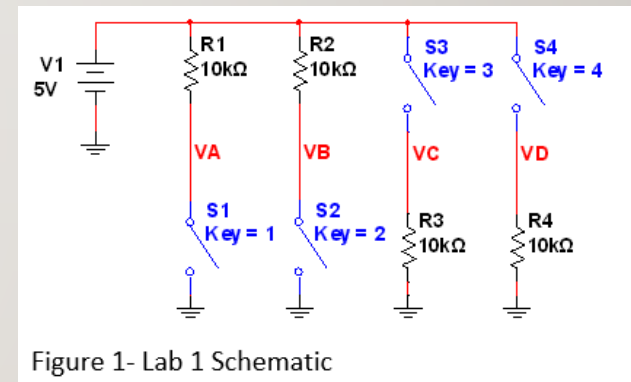 V1
5V
R1
10kΩ
R2
10kΩ
S3
Key = 3
S4
Key = 4
VA
VB
VC
VD
S1
Key = 1
S2
Key = 2
R3
10kΩ
R4
10kΩ
Figure 1- Lab 1 Schematic